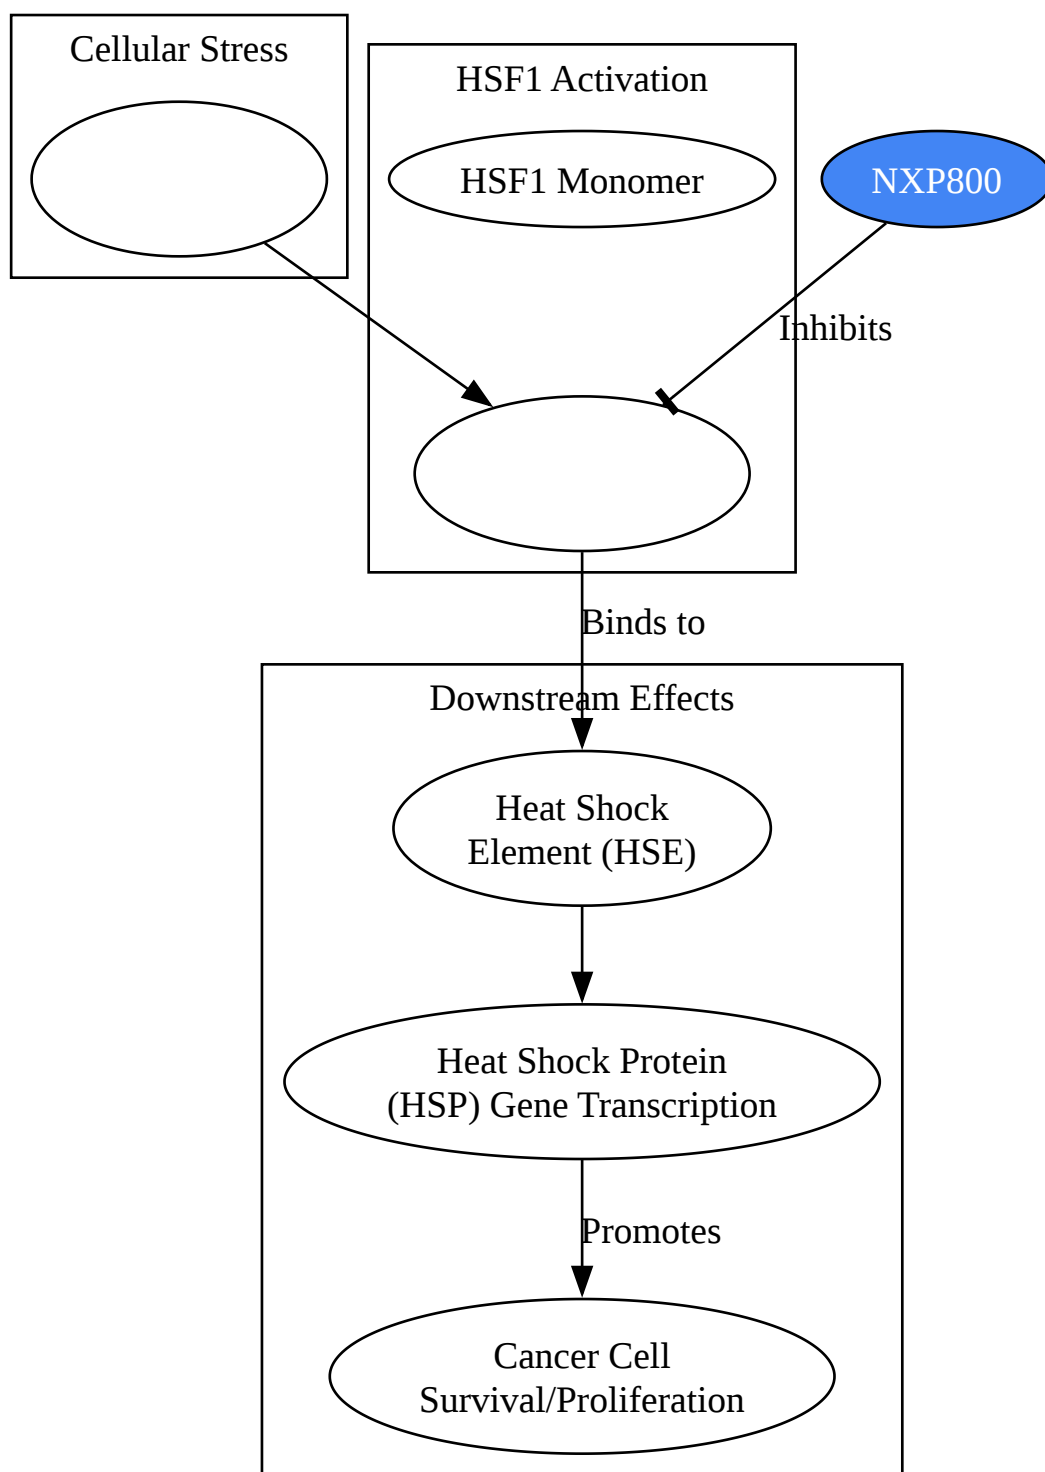 Cellular Stress
HSF1 Activation
HSF1 Monomer
NXP800
Inhibits
Binds to
Downstream Effects
Heat Shock
Element (HSE)
Heat Shock Protein
(HSP) Gene Transcription
Promotes
Cancer Cell
Survival/Proliferation